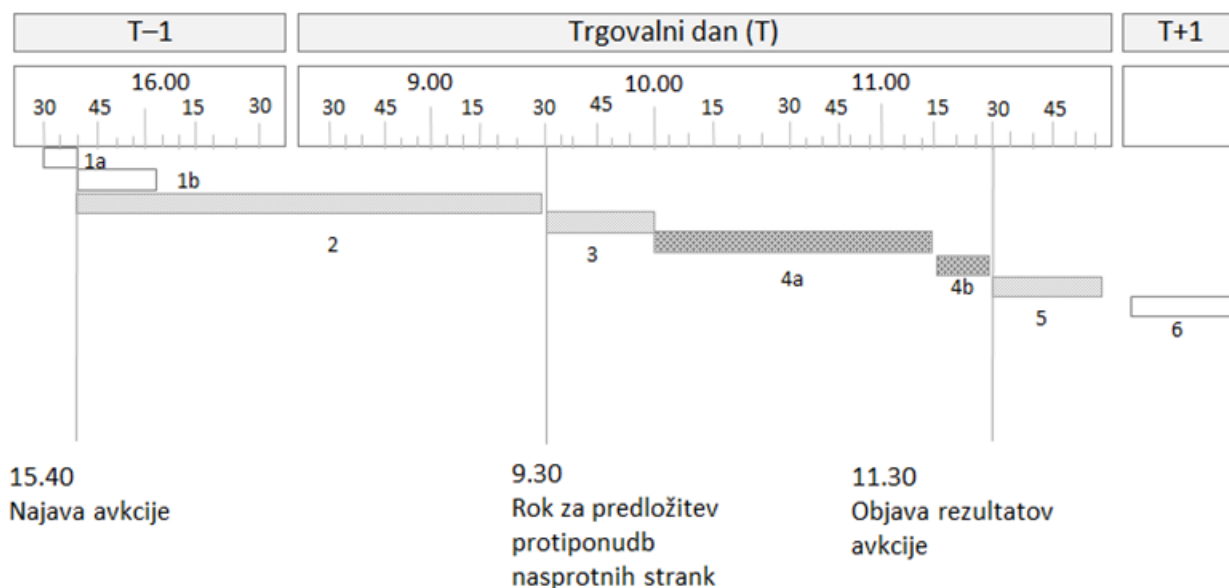 T–1 Trgovalni dan (T) T+1
16.00 9.00 10.00 11.00
30 45 15 30 30 45 15 30 45 15 30 45 15 30 45
1a
1b
2
3
4a
4b
5
6
15.40
Najava avkcije
9.30
Rok za predložitev
protiponudb
nasprotnih strank
11.30
Objava rezultatov
avkcije